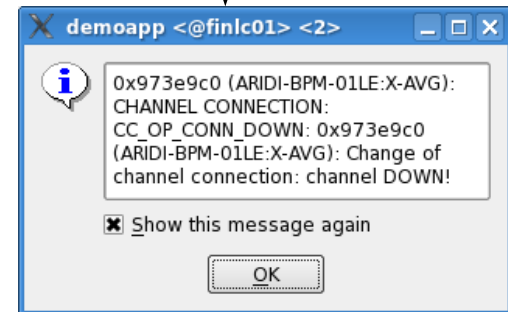 demoapp <@finlc01> <2>
0x973e9c0 (ARIDI-BPM-01LE:X-AVG):
CHANNEL CONNECTION:
CC_OP_CONN_DOWN: 0x973e9c0
(ARIDI-BPM-01LE:X-AVG): Change of
channel connection: channel DOWN!
Show this message again
OK